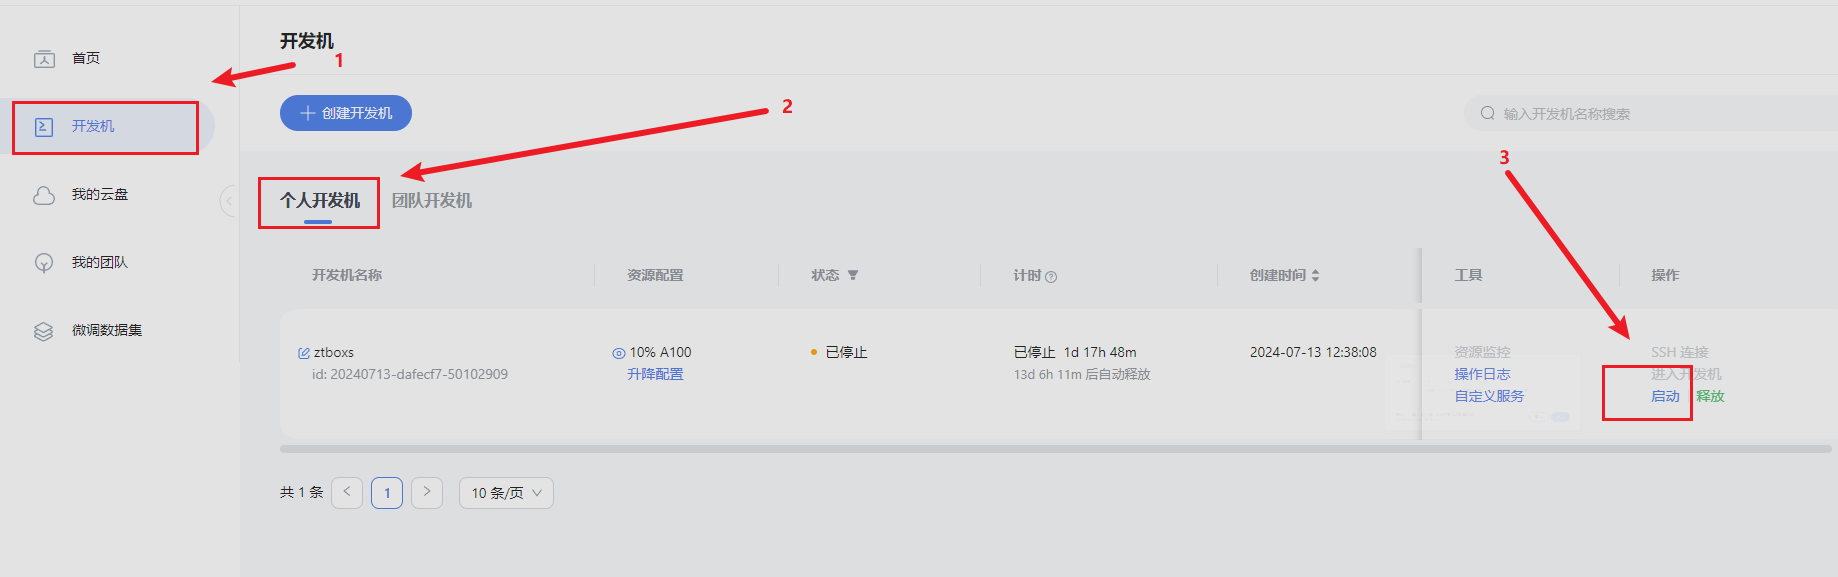 首页
开发机
我的云盘
我的团队
微调数据集
开发机
1
创建开发机
2
输入开发机名称搜索
3
个人开发机 团队开发机
开发机名称 资源配置 状态 计时 创建时间 工具 操作
ztboxs 10% A100 已停止 已停止 1d 17h 48m 2024-07-13 12:38:08 资源监控 SSH 连接
id: 20240713-dafecf7-50102909 升降配置 13d 6h 11m 后自动释放 操作日志 进入开发机
自定义服务 启动 释放
共 1 条 < 1 > 10 条/页